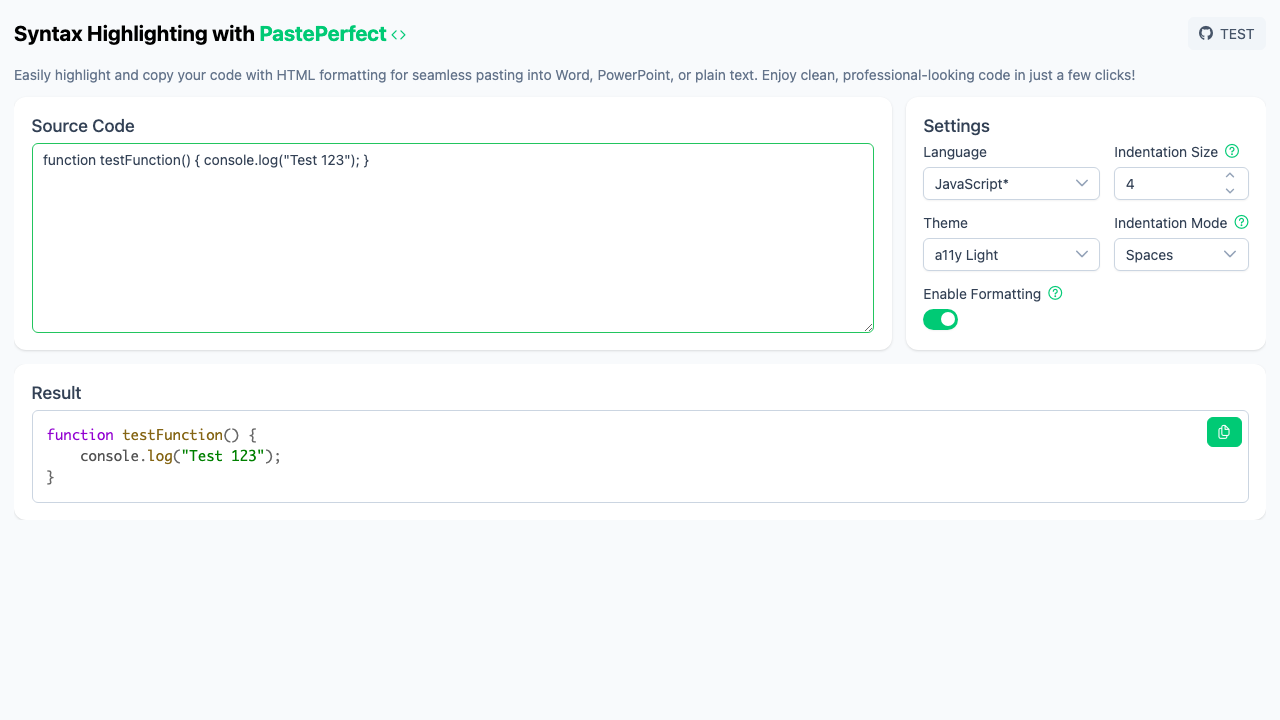 Syntax Highlighting with PastePerfect <>
TEST
Easily highlight and copy your code with HTML formatting for seamless pasting into Word, PowerPoint, or plain text. Enjoy clean, professional-looking code in just a few clicks!
Source Code
function testFunction() { console.log("Test 123"); }
Settings
Language
Indentation Size
JavaScript*
4
Theme
Indentation Mode
a11y Light
Spaces
Enable Formatting
Result
function testFunction() {
    console.log("Test 123");
}